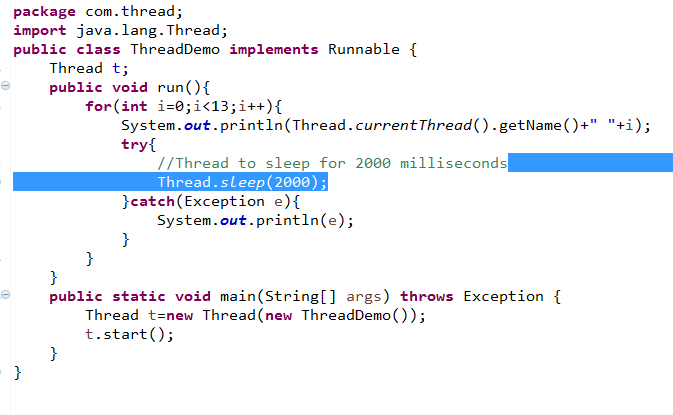 package com.thread;
import java.lang.Thread;
public class ThreadDemo implements Runnable {
    Thread t;
    public void run(){
        for(int i=0;i<13;i++){
            System.out.println(Thread.currentThread().getName()+" "+i);
            try{
                //Thread to sleep for 2000 milliseconds
                Thread.sleep(2000);
            }catch(Exception e){
                System.out.println(e);
            }
        }
    }
    public static void main(String[] args) throws Exception {
        Thread t=new Thread(new ThreadDemo());
        t.start();
    }
}